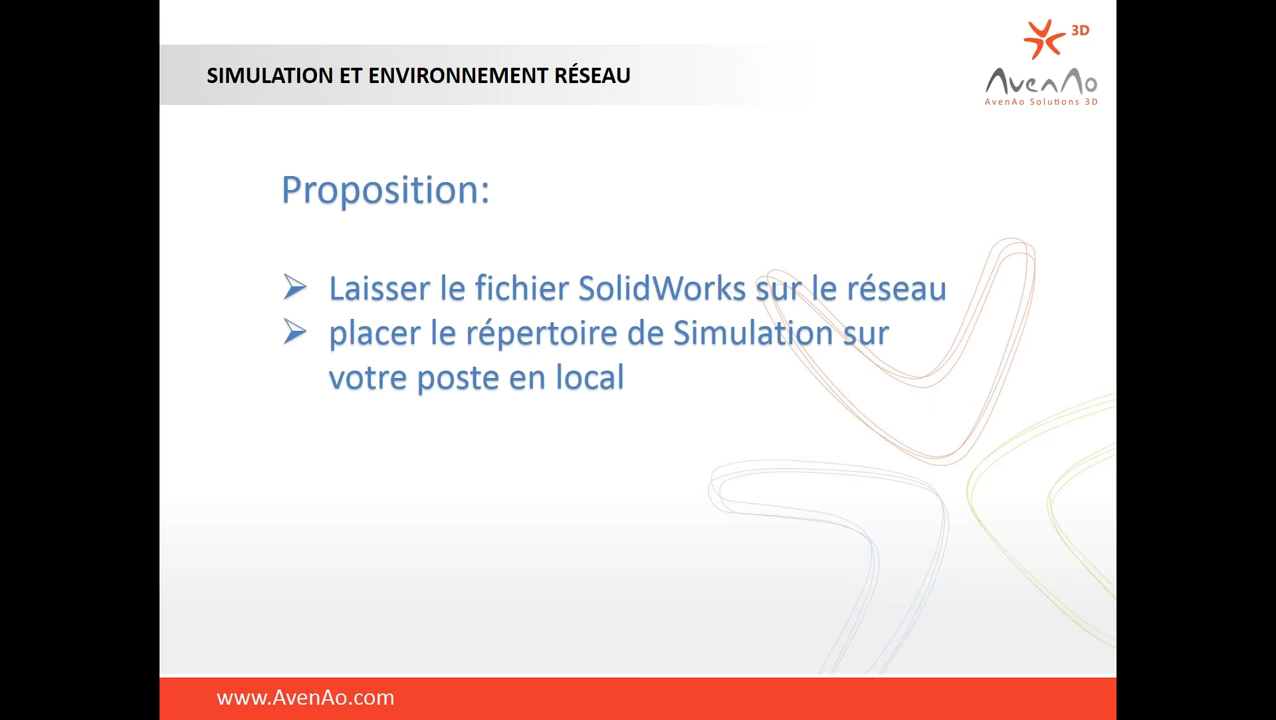 3D
AvenAo
AvenAo Solutions 3D
SIMULATION ET ENVIRONNEMENT RÉSEAU
Proposition:
➢ Laisser le fichier SolidWorks sur le réseau
➢ placer le répertoire de Simulation sur
votre poste en local
www.AvenAo.com